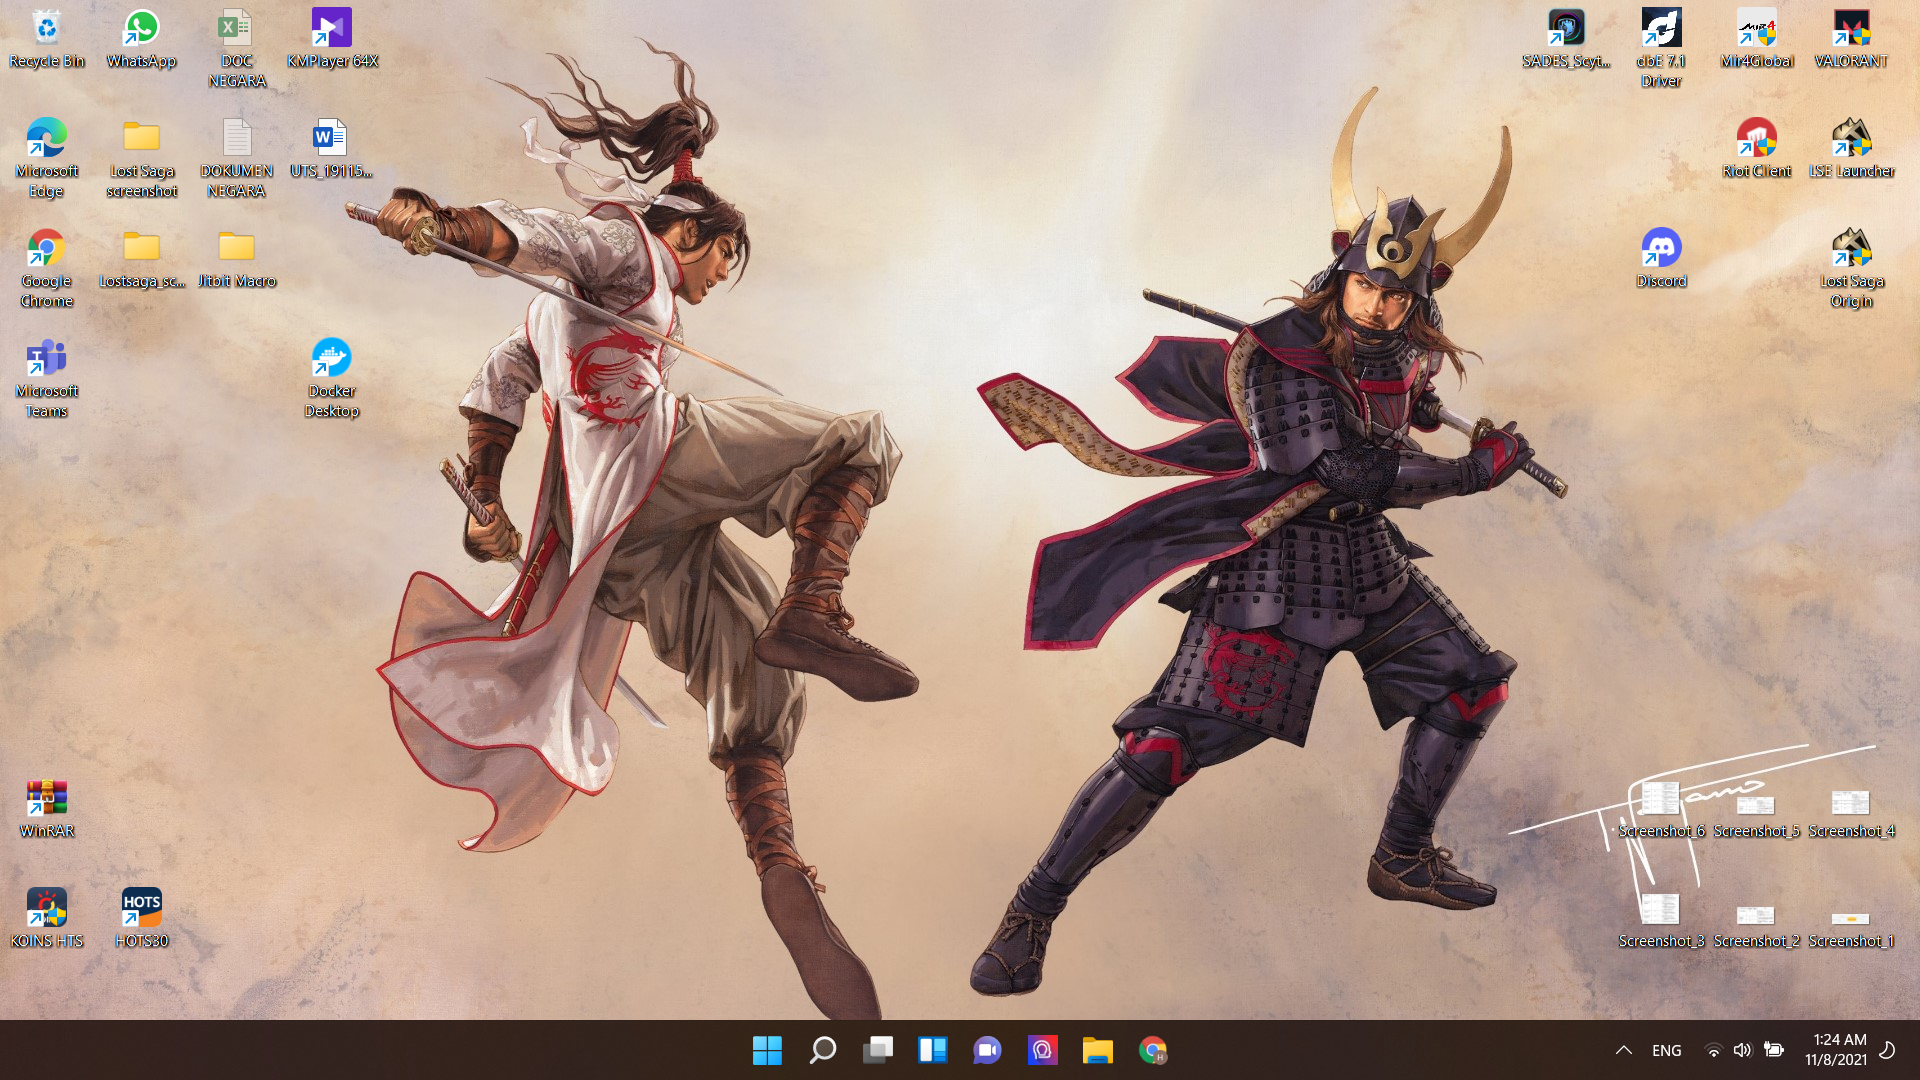 Recycle Bin
WhatsApp
DOC
NEGARA
KMPlayer 64X
SADES_Scyt...
dbE 7.1
Driver
Mir4Global
VALORANT
Microsoft
Edge
Lost Saga
screenshot
DOKUMEN
NEGARA
UTS_19115...
Riot Client
LSE Launcher
Google
Chrome
Lostsaga_sc...
Jitbit Macro
Discord
Lost Saga
Origin
Microsoft
Teams
Docker
Desktop
WinRAR
Screenshot_6
Screenshot_5
Screenshot_4
KOINS HTS
HOTS
HOTS30
Screenshot_3
Screenshot_2
Screenshot_1
ENG
1:24 AM
11/8/2021